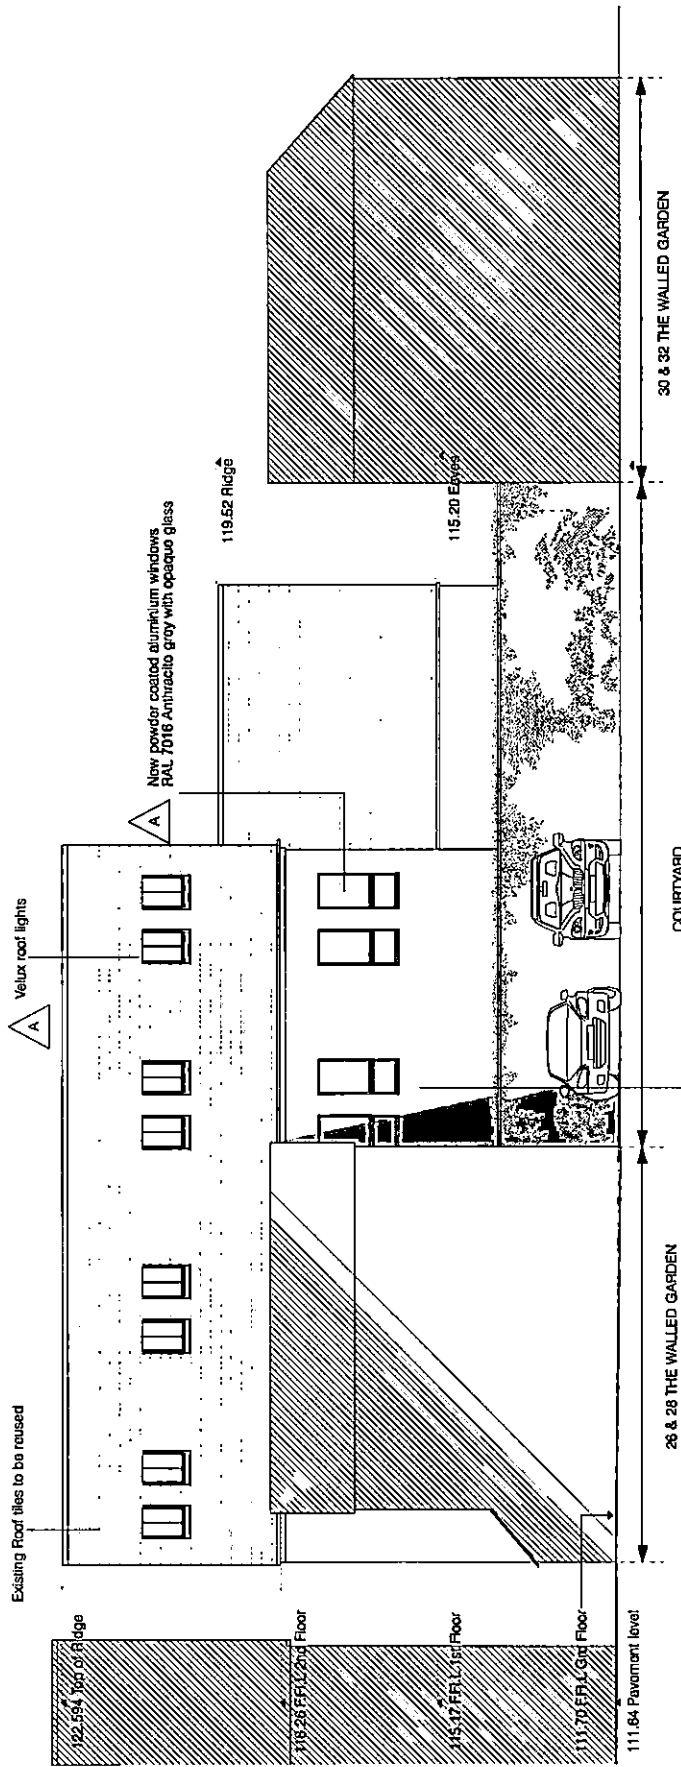 Existing Roof tiles to be reused
A
Velux roof lights
A
New powder coated aluminium windows
RAL 7016 Anthracite grey with opaque glass
122.594 Top of Ridge
118.26 F.F.L 2nd Floor
115.17 F.F.L 1st Floor
111.70 F.F.L Grd Floor
111.64 Pavement level
119.52 Ridge
115.20 Eaves
26 & 28 THE WALLED GARDEN
COURTYARD
30 & 32 THE WALLED GARDEN